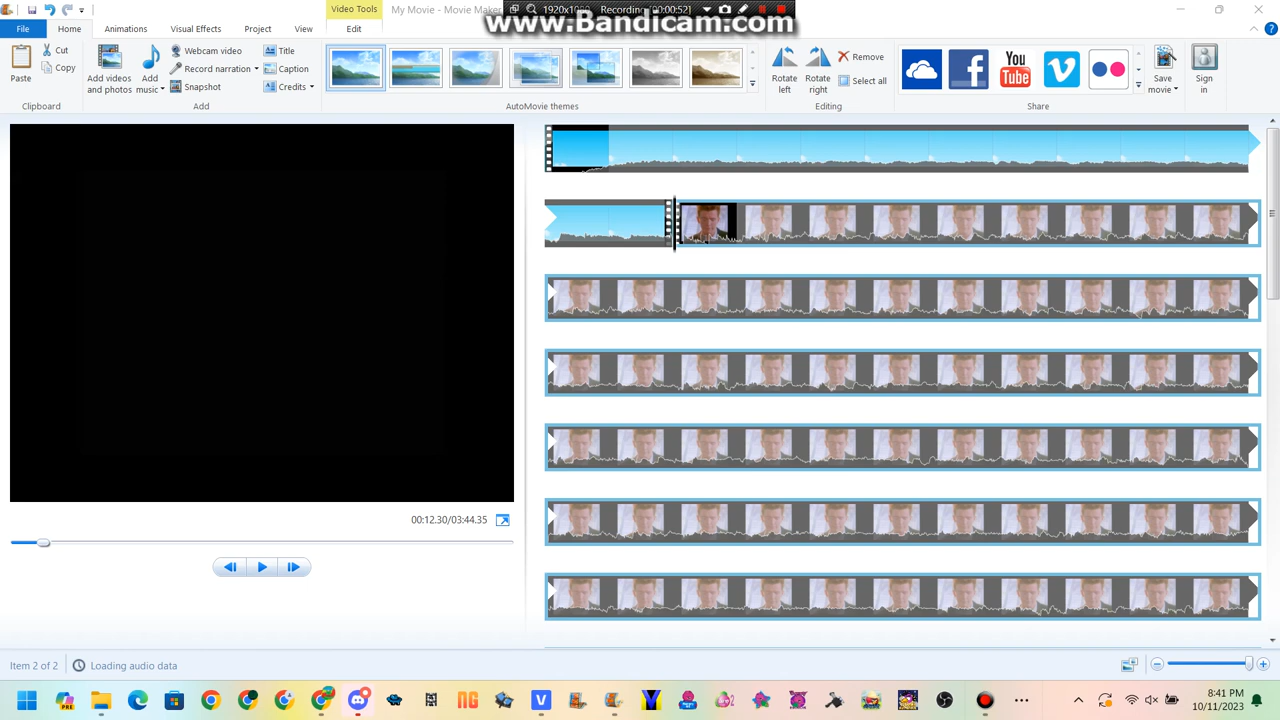 Video Tools
My Movie - Movie Maker
1920x10
Recording [00:00:52]
www.Bandicam.com
File
Home
Animations
Visual Effects
Project
View
Edit
Paste
Cut
Copy
Add videos and photos
Add music
Webcam video
Record narration
Snapshot
Title
Caption
Credits
Rotate left
Rotate right
Remove
Select all
You Tube
Save movie
Sign in
Clipboard
Add
AutoMovie themes
Editing
Share
00:12.30/03:44.35
Item 2 of 2
Loading audio data
NG
V
8:41 PM
10/11/2023